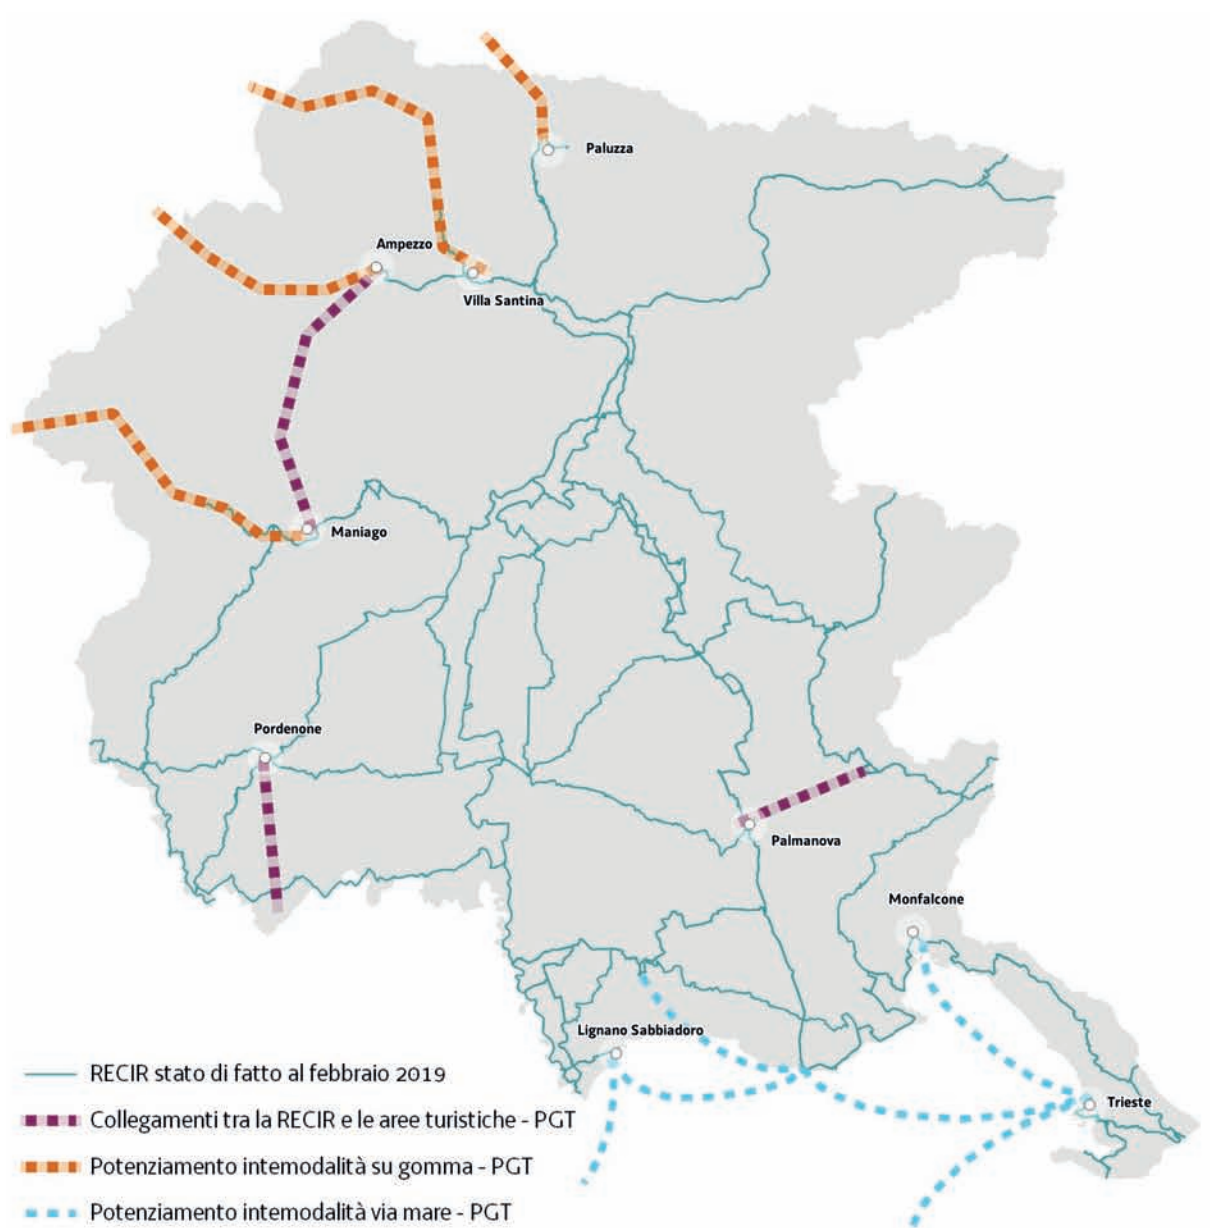 Paluzza
Ampezzo
Villa Santina
Maniago
Pordenone
Palmanova
Monfalcone
Lignano Sabbiadoro
Trieste
RECIR stato di fatto al febbraio 2019
Collegamenti tra la RECIR e le aree turistiche - PGT
Potenziamento intemodalità su gomma - PGT
Potenziamento intemodalità via mare - PGT